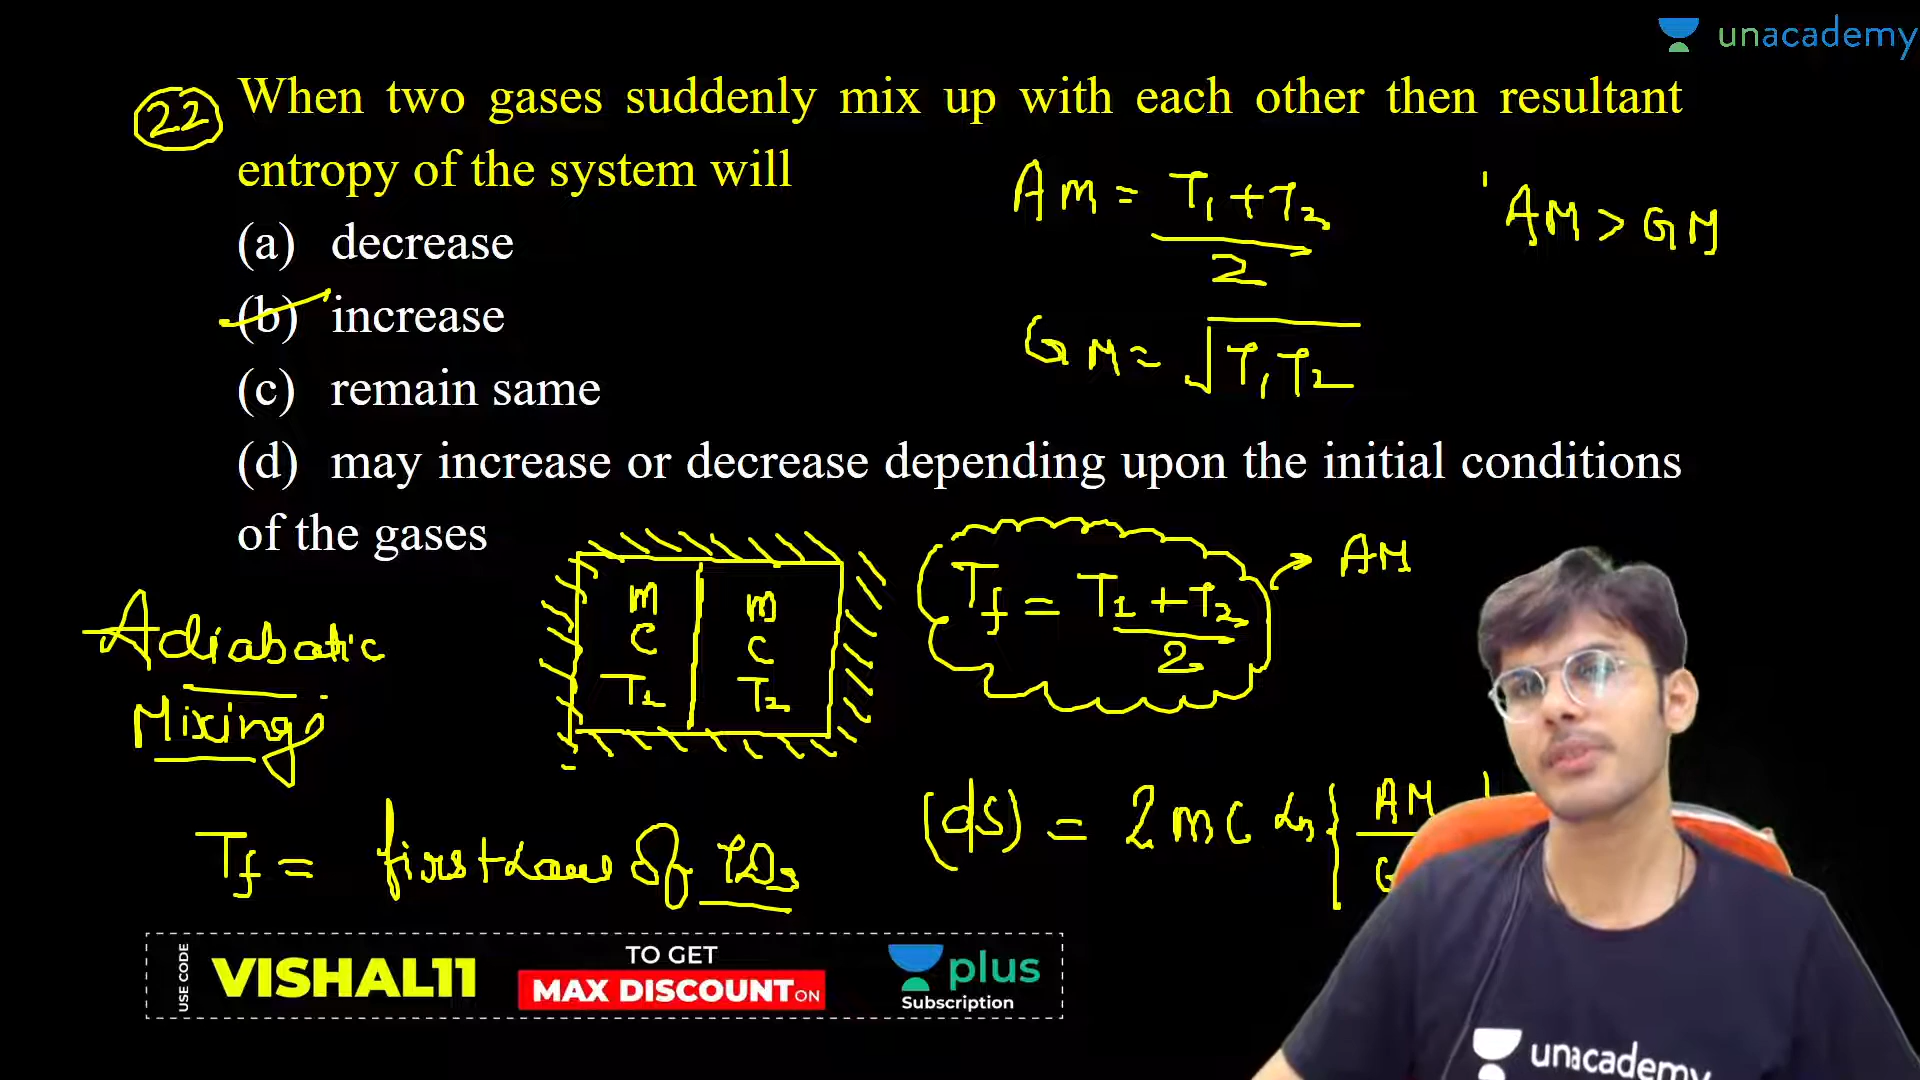 unacademy
22 When two gases suddenly mix up with each other then resultant
entropy of the system will
(a) decrease
(b) increase
(c) remain same
(d) may increase or decrease depending upon the initial conditions
of the gases
AM = T1+T2
2
AM > GM
GM = √T1T2
m
C
T1
m
C
T2
Tf = T1+T2
2
AM
Adiabatic
Mixing
Tf = first Law of TDs
(ds) = 2mC ln { AM
G
USE CODE
VISHAL11
TO GET
MAX DISCOUNT ON
plus
Subscription
unacademy